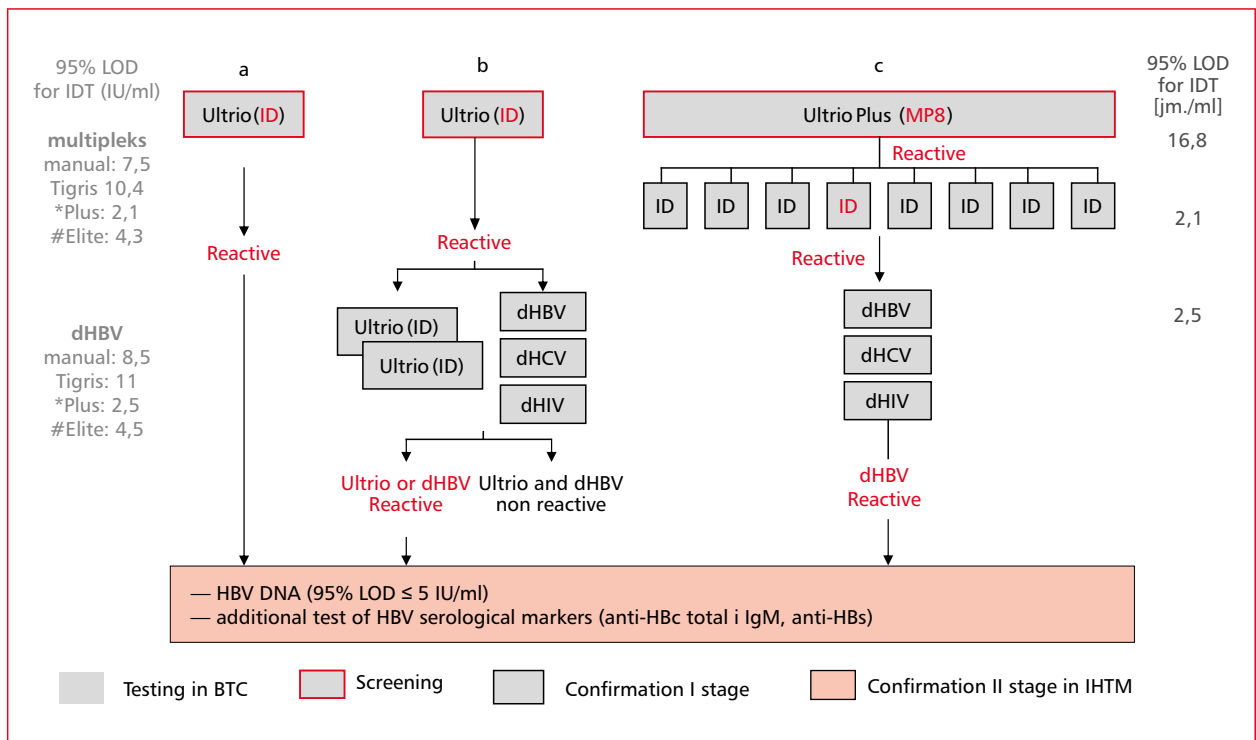 95% LOD
for IDT (IU/ml)
multipleks
manual: 7,5
Tigris 10,4
*Plus: 2,1
#Elite: 4,3
dHBV
manual: 8,5
Tigris: 11
*Plus: 2,5
#Elite: 4,5
a
Ultrio (ID)
Reactive
b
Ultrio (ID)
Reactive
Ultrio (ID)
Ultrio (ID)
dHBV
dHCV
dHIV
Ultrio or dHBV
Reactive
Ultrio and dHBV
non reactive
c
Ultrio Plus (MP8)
Reactive
ID ID ID ID ID ID ID ID
Reactive
dHBV
dHCV
dHIV
dHBV
Reactive
95% LOD
for IDT
[jm./ml]
16,8
2,1
2,5
— HBV DNA (95% LOD ≤ 5 IU/ml)
— additional test of HBV serological markers (anti-HBc total i IgM, anti-HBs)
Testing in BTC
Screening
Confirmation I stage
Confirmation II stage in IHTM